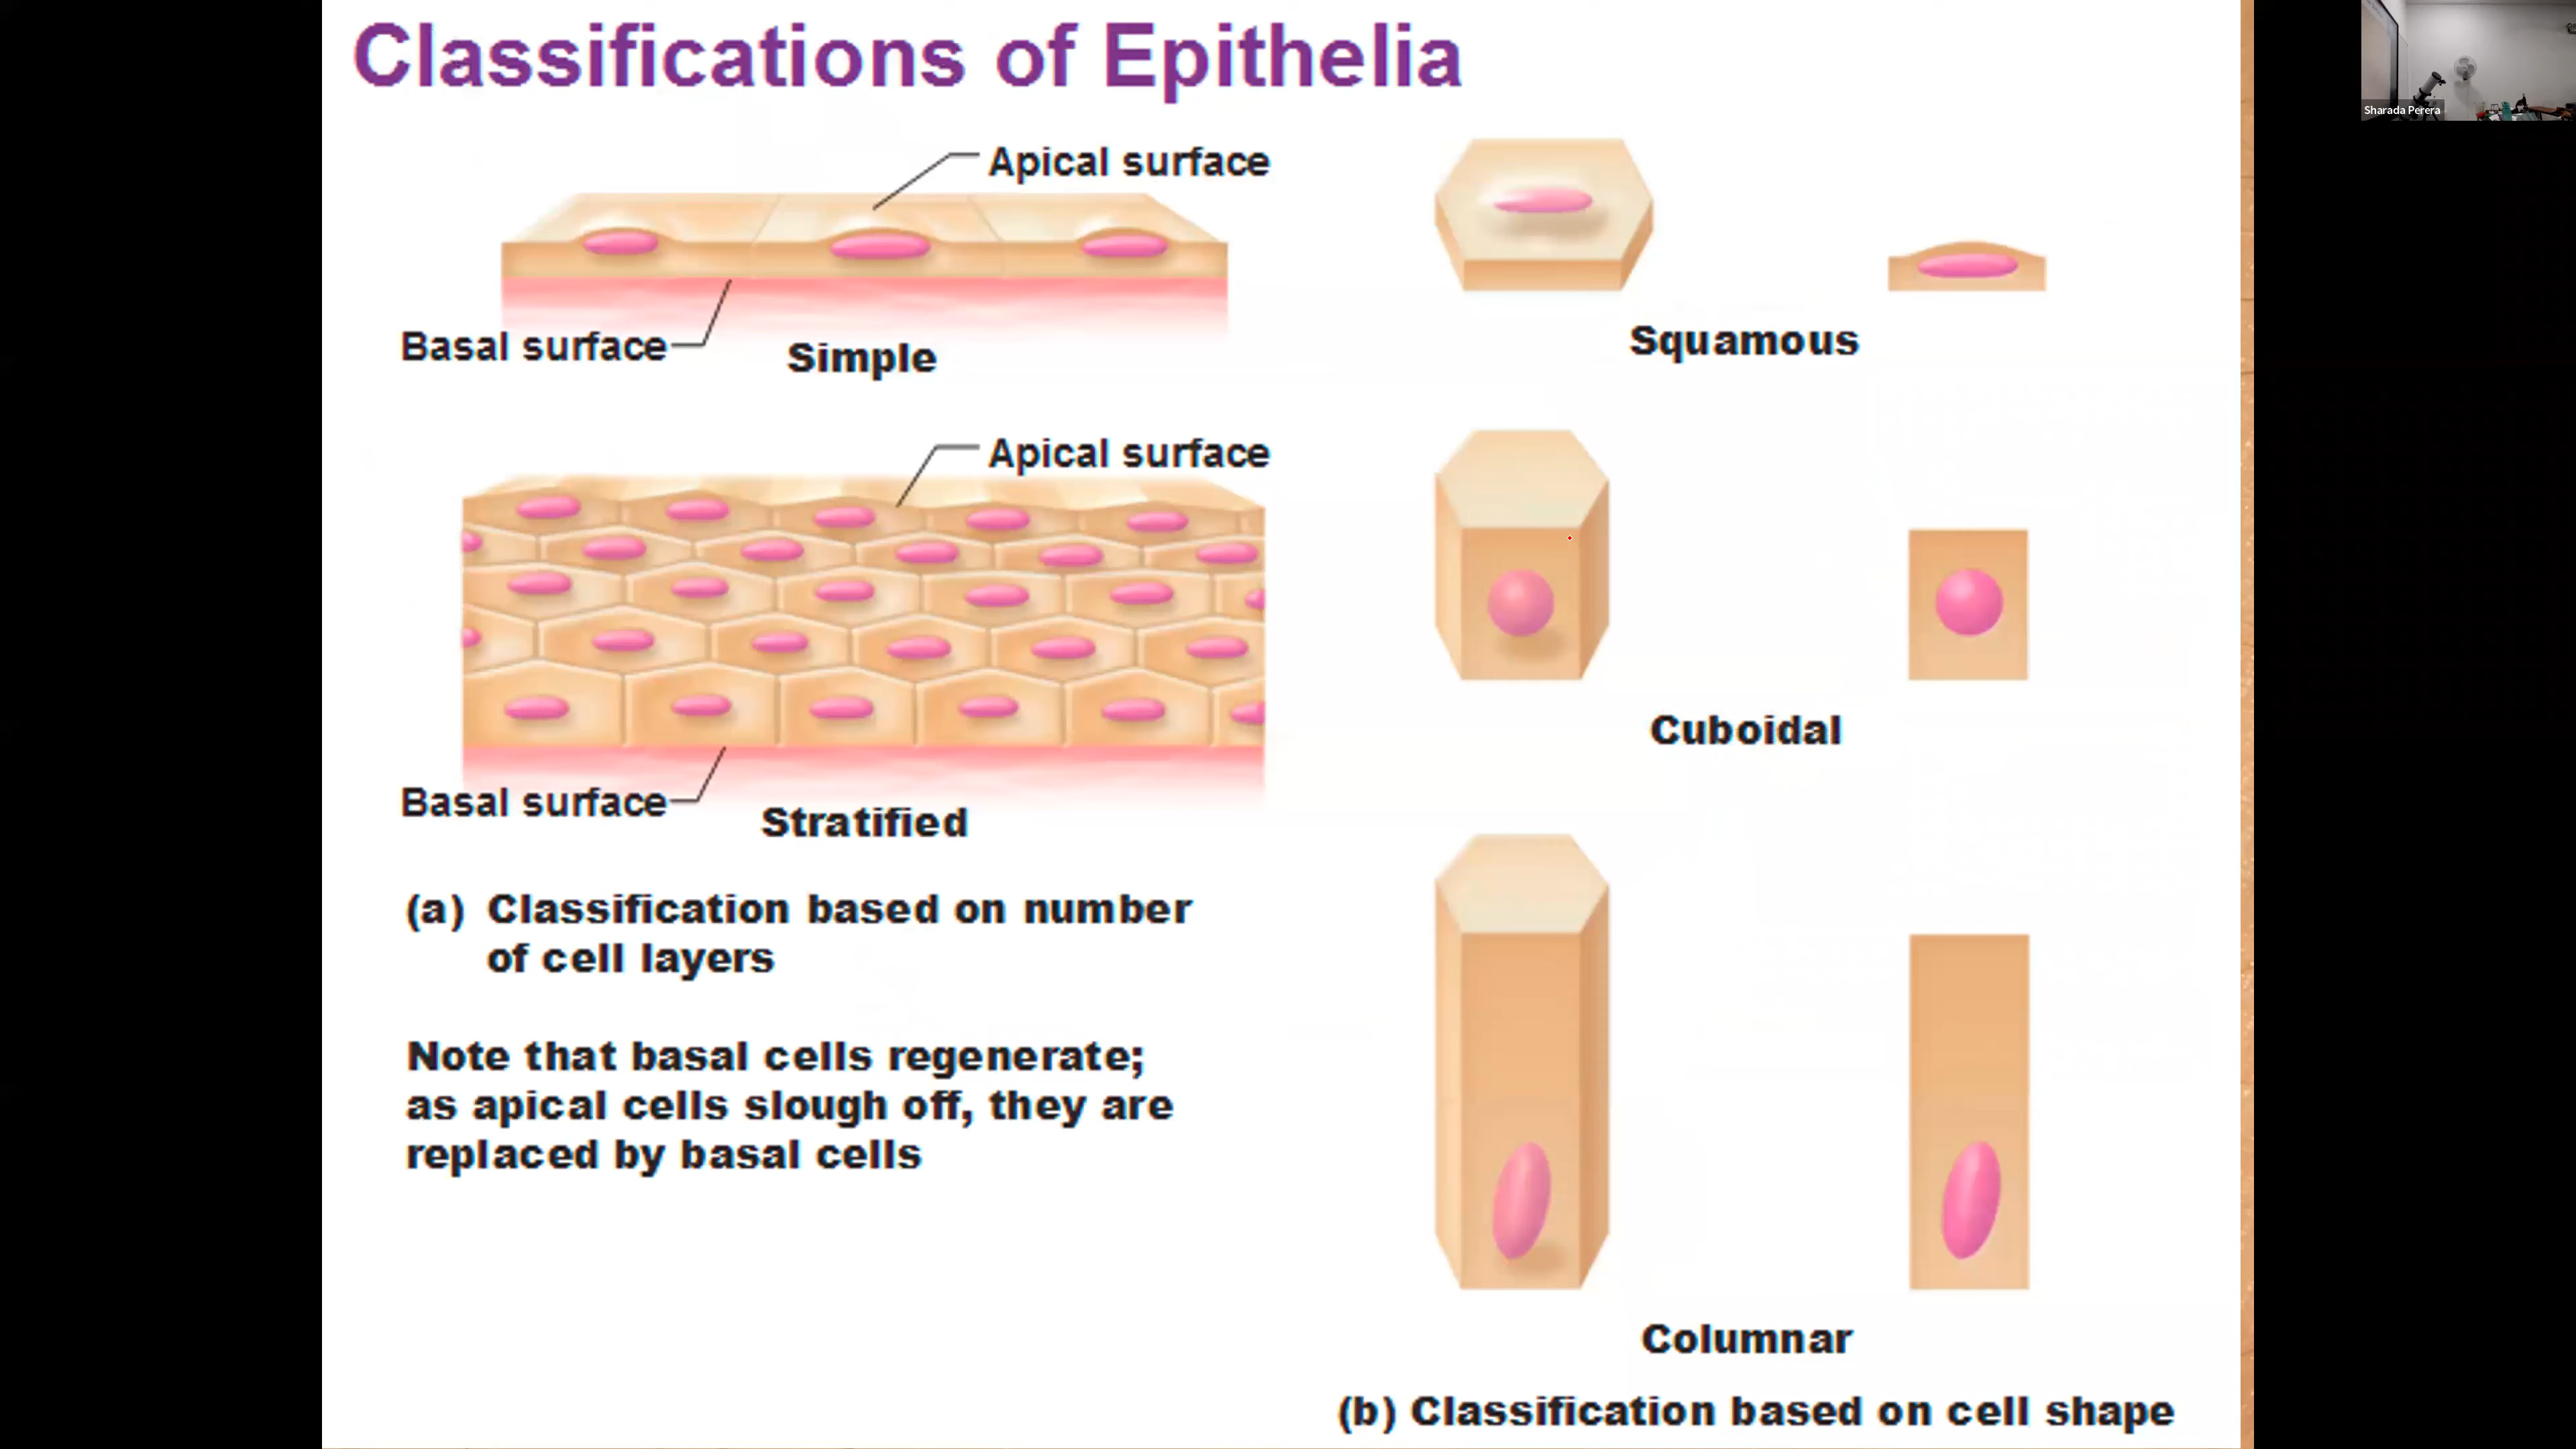 Classifications of Epithelia
Apical surface
Basal surface
Simple
Apical surface
Basal surface
Stratified
(a) Classification based on number
of cell layers
Note that basal cells regenerate;
as apical cells slough off, they are
replaced by basal cells
Squamous
Cuboidal
Columnar
(b) Classification based on cell shape
Sharada Perera